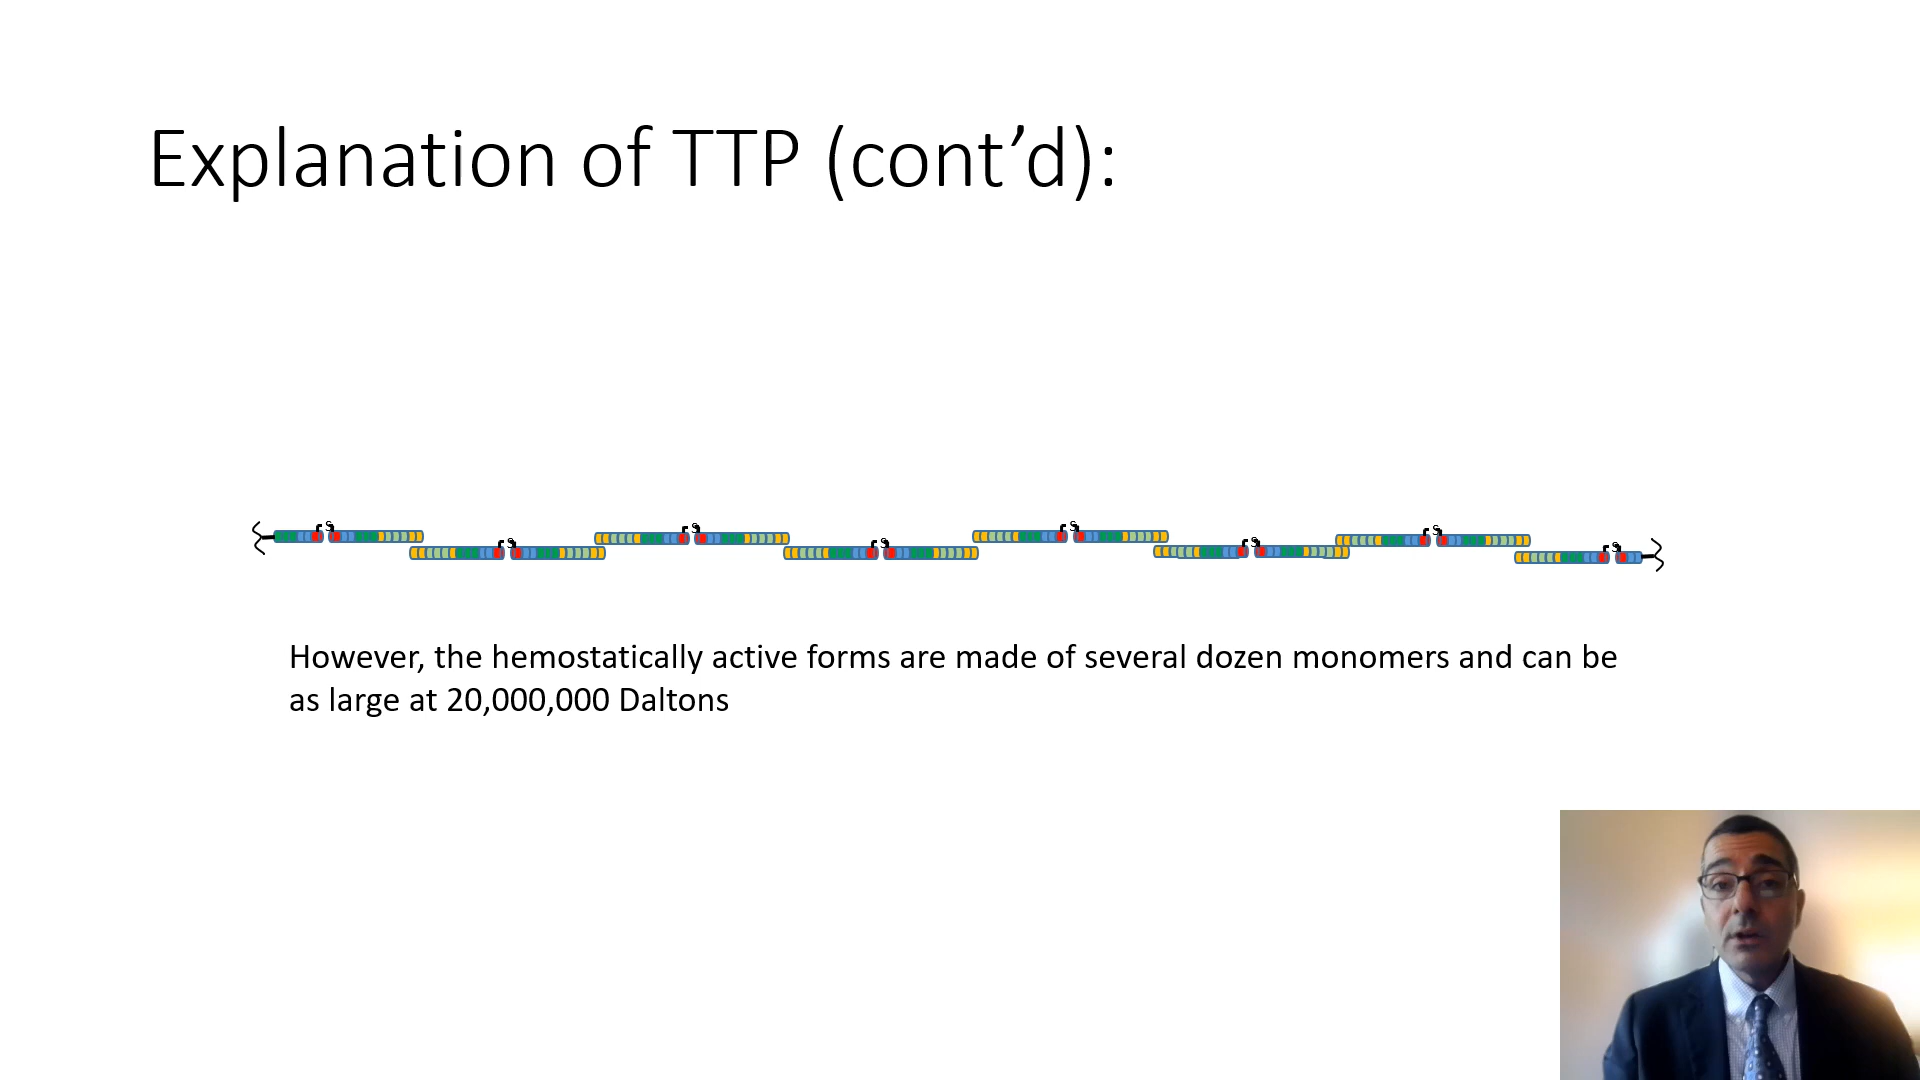 Explanation of TTP (cont’d):
S S S S S S S S
However, the hemostatically active forms are made of several dozen monomers and can be
as large at 20,000,000 Daltons